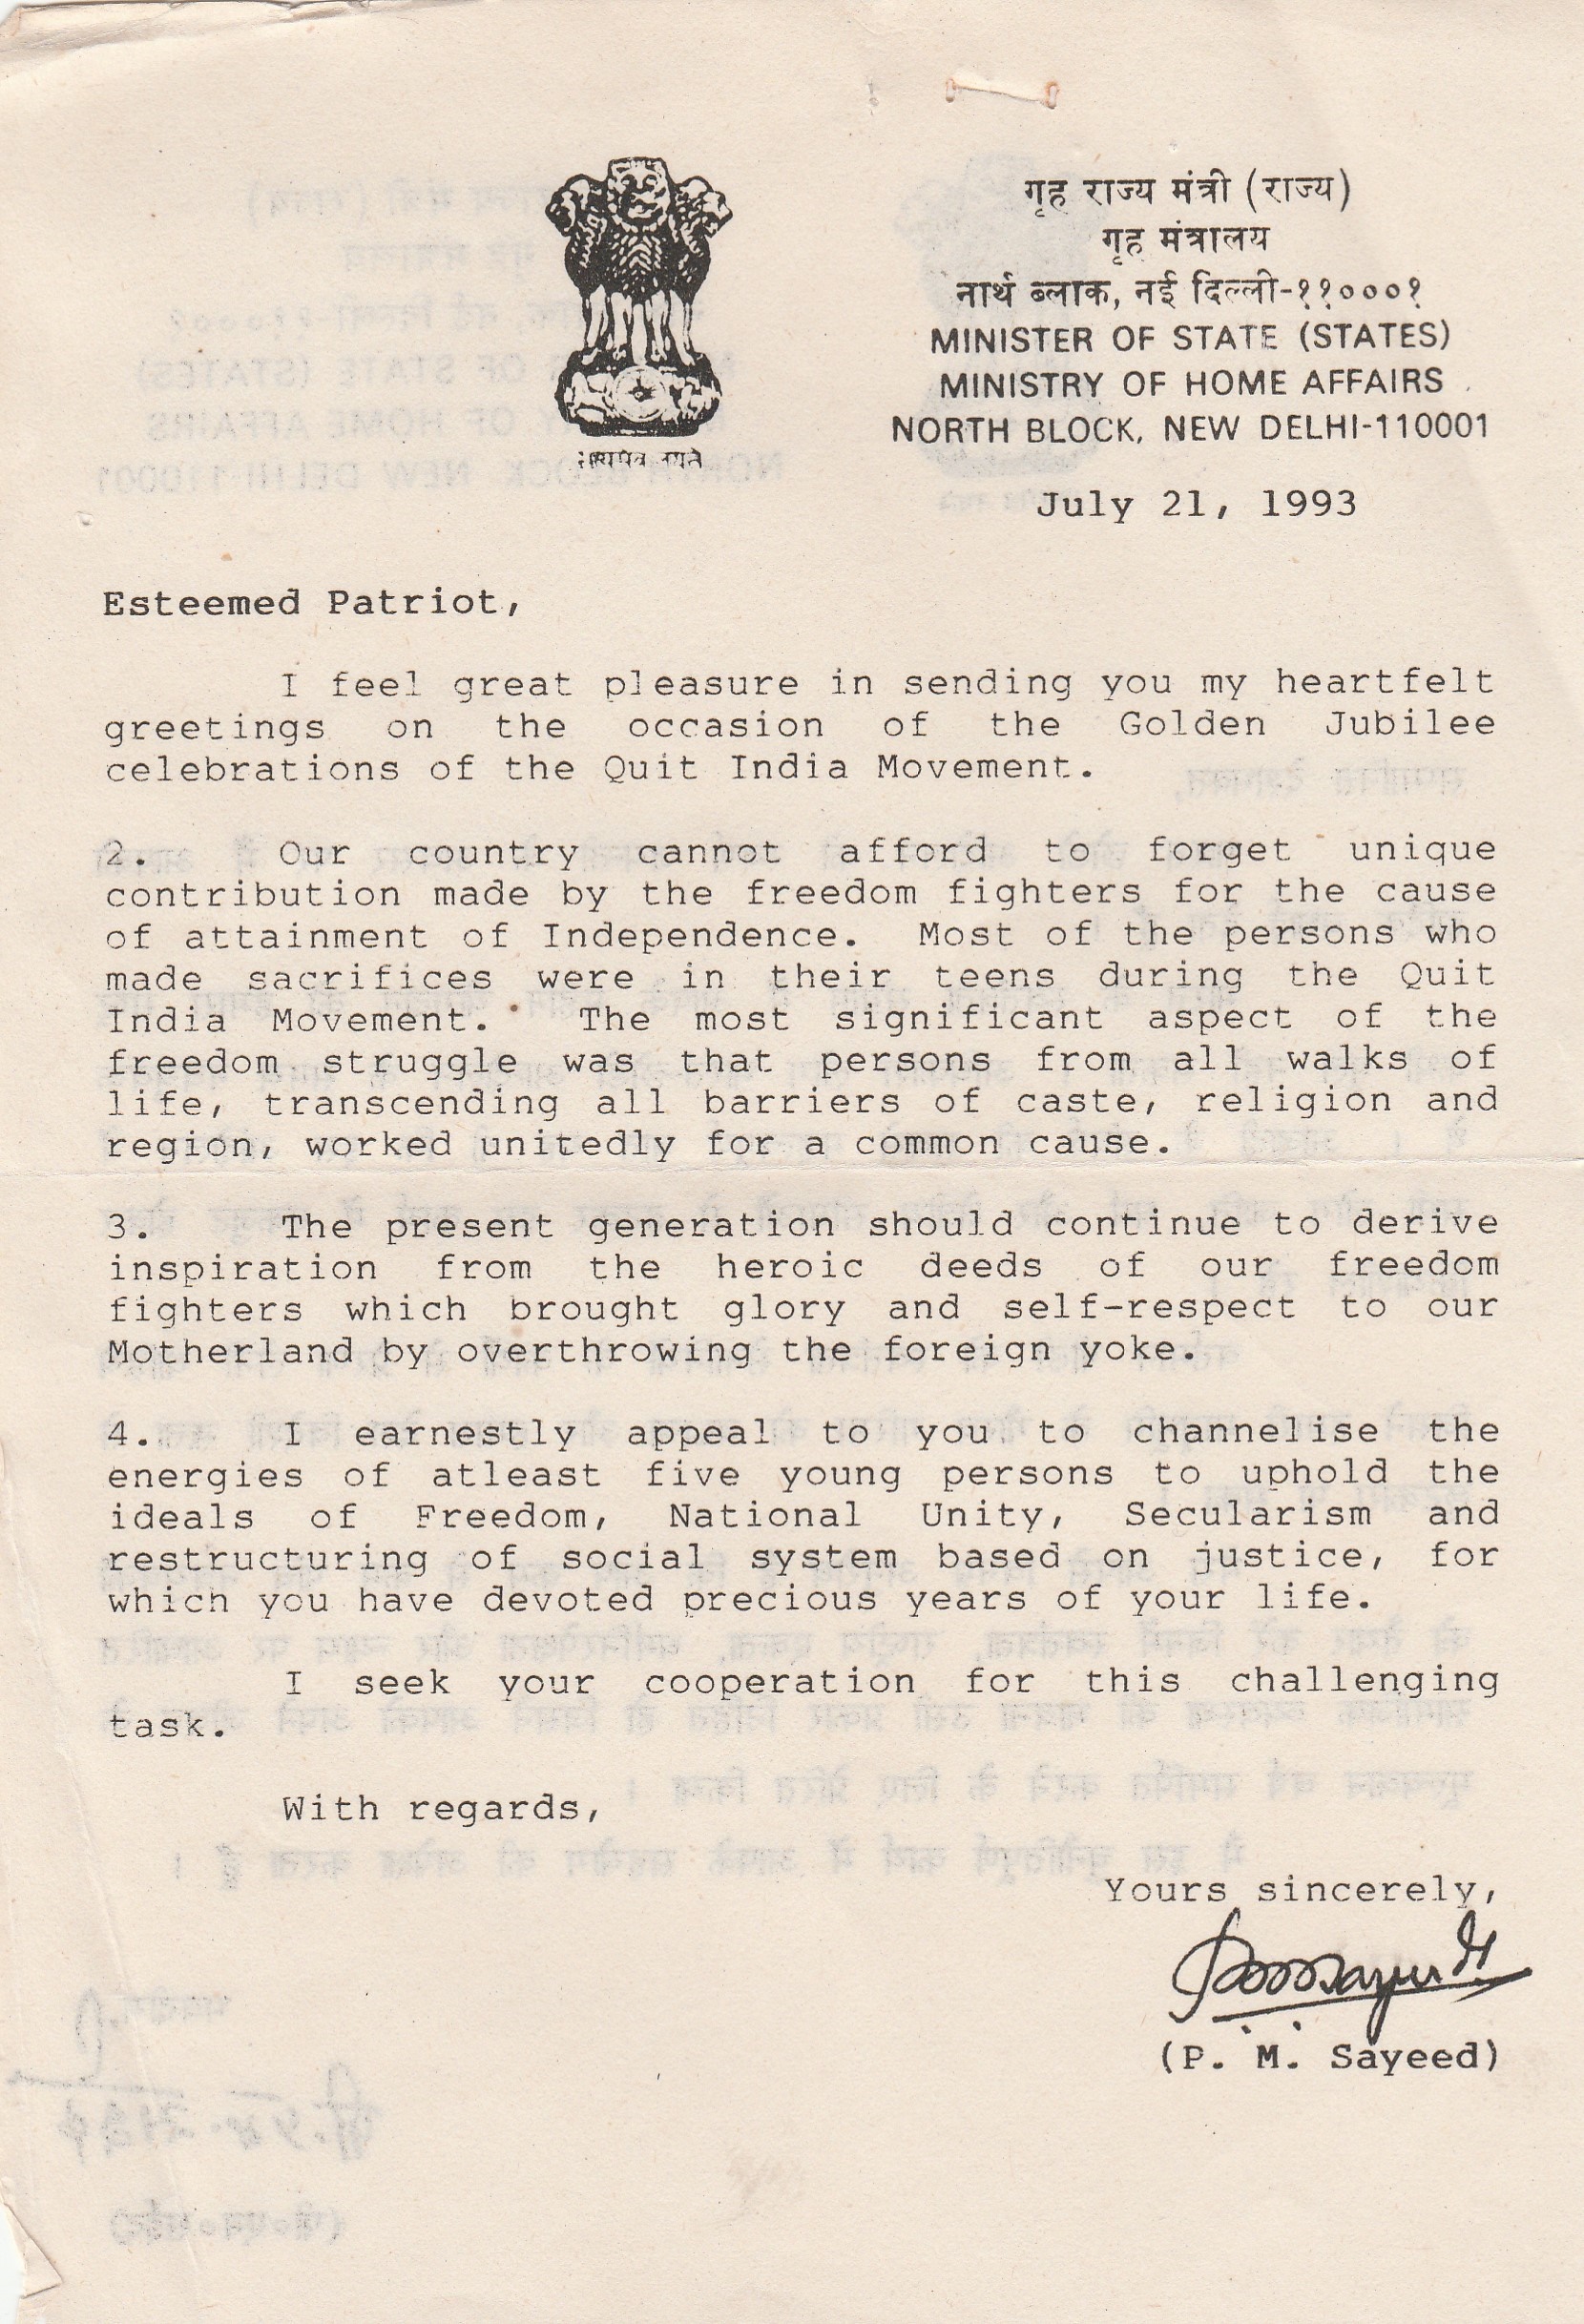 गृह राज्य मंत्री (राज्य)
गृह मंत्रालय
नार्थ ब्लाक, नई दिल्ली-११०००१
MINISTER OF STATE (STATES)
MINISTRY OF HOME AFFAIRS
NORTH BLOCK, NEW DELHI-110001
सत्यमेव जयते
July 21, 1993
Esteemed Patriot,
I feel great pleasure in sending you my heartfelt
greetings on the occasion of the Golden Jubilee
celebrations of the Quit India Movement.
2. Our country cannot afford to forget unique
contribution made by the freedom fighters for the cause
of attainment of Independence. Most of the persons who
made sacrifices were in their teens during the Quit
India Movement. The most significant aspect of the
freedom struggle was that persons from all walks of
life, transcending all barriers of caste, religion and
region, worked unitedly for a common cause.
3. The present generation should continue to derive
inspiration from the heroic deeds of our freedom
fighters which brought glory and self-respect to our
Motherland by overthrowing the foreign yoke.
4. I earnestly appeal to you to channelise the
energies of atleast five young persons to uphold the
ideals of Freedom, National Unity, Secularism and
restructuring of social system based on justice, for
which you have devoted precious years of your life.
I seek your cooperation for this challenging
task.
With regards,
Yours sincerely,
(P. M. Sayeed)